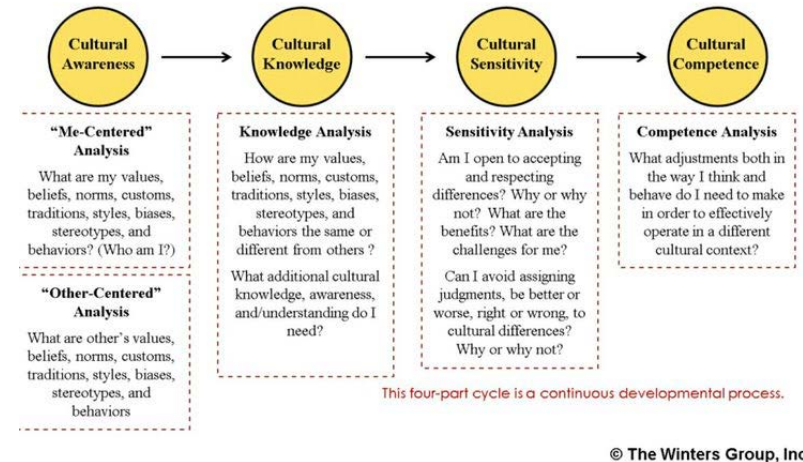 Cultural
Awareness
Cultural
Knowledge
Cultural
Sensitivity
Cultural
Competence
“Me-Centered”
Analysis
What are my values,
beliefs, norms, customs,
traditions, styles, biases,
stereotypes, and
behaviors? (Who am I?)
“Other-Centered”
Analysis
What are other’s values,
beliefs, norms, customs,
traditions, styles, biases,
stereotypes, and
behaviors
Knowledge Analysis
How are my values,
beliefs, norms, customs,
traditions, styles, biases,
stereotypes, and
behaviors the same or
different from others ?
What additional cultural
knowledge, awareness,
and/understanding do I
need?
Sensitivity Analysis
Am I open to accepting
and respecting
differences? Why or why
not? What are the
benefits? What are the
challenges for me?
Can I avoid assigning
judgments, be better or
worse, right or wrong, to
cultural differences?
Why or why not?
Competence Analysis
What adjustments both in
the way I think and
behave do I need to make
in order to effectively
operate in a different
cultural context?
This four-part cycle is a continuous developmental process.
© The Winters Group, Inc